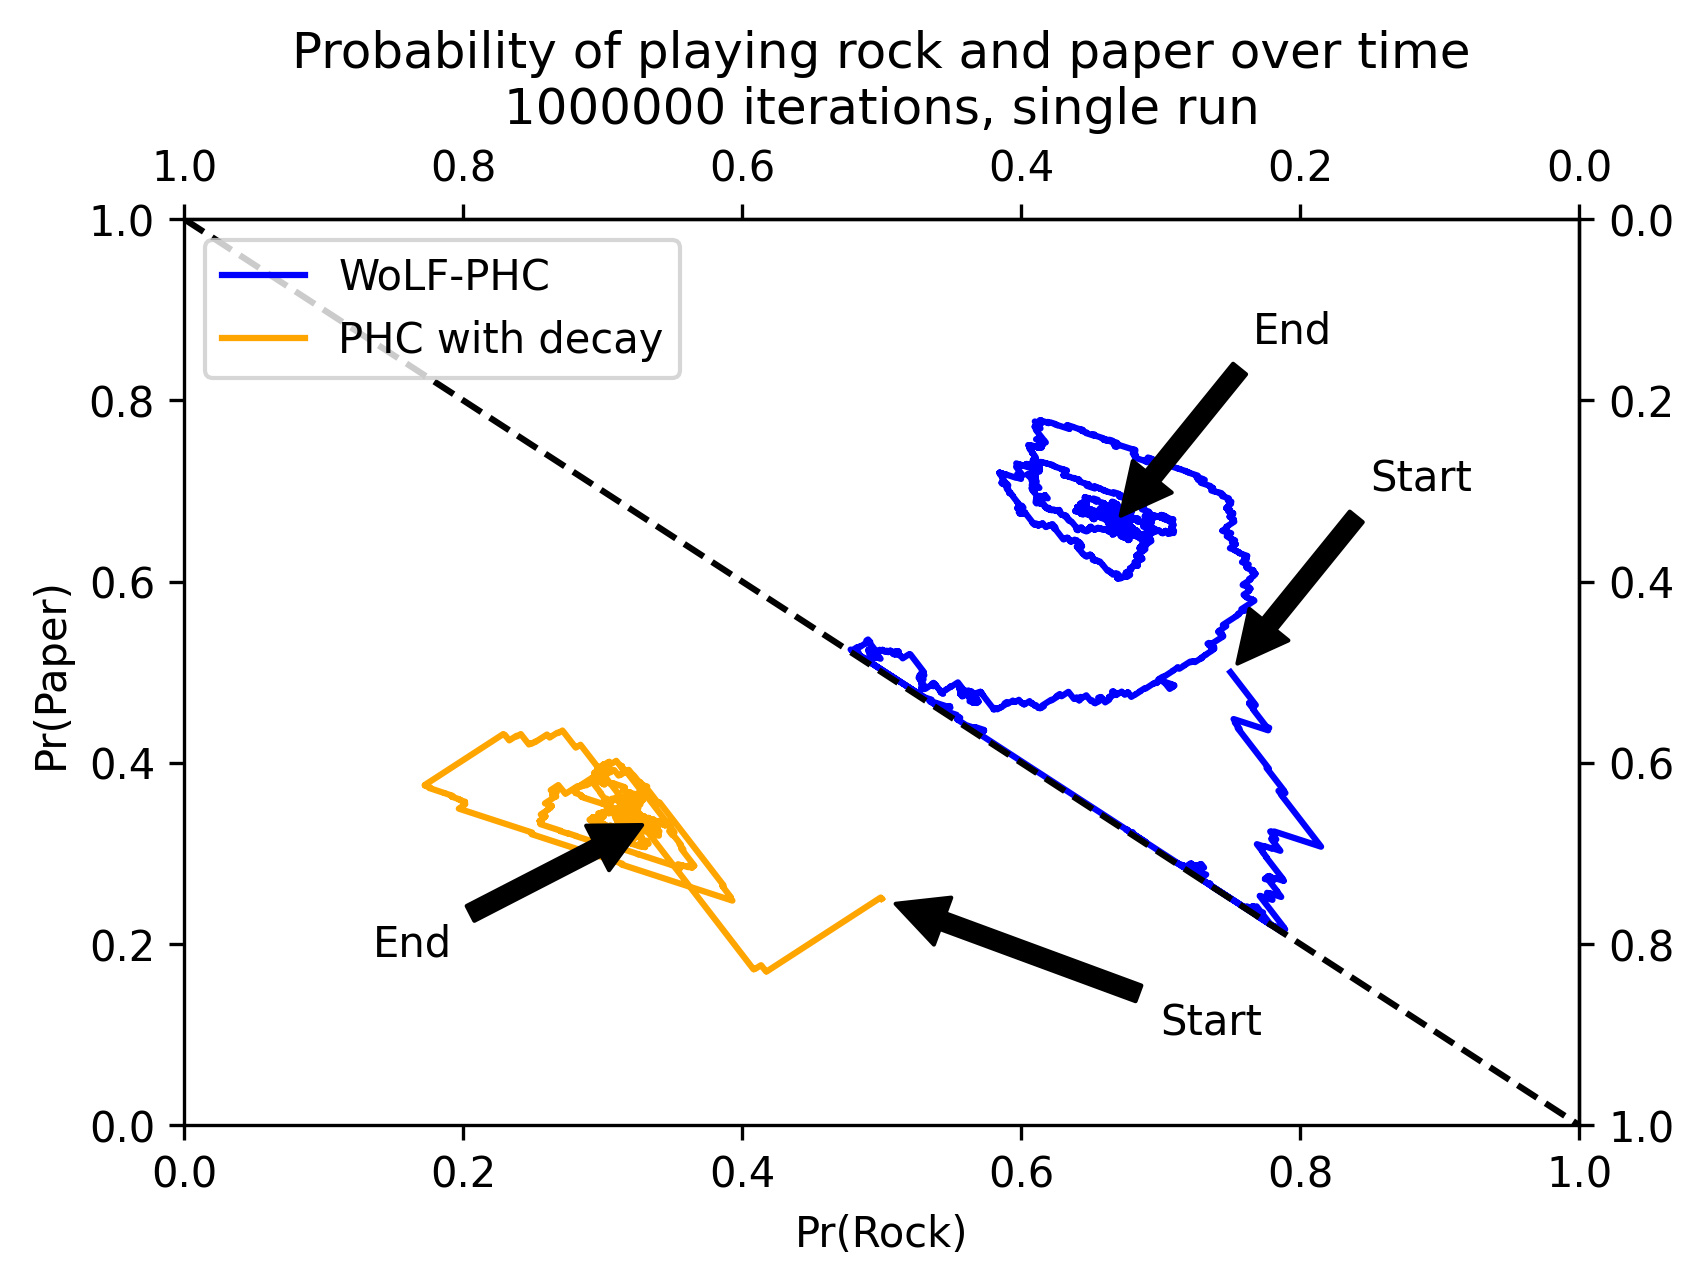 Probability of playing rock and paper over time
1000000 iterations, single run
1.0 0.8 0.6 0.4 0.2 0.0
1.0 0.0
WoLF-PHC
PHC with decay
End
0.8 0.2
Start
0.6 0.4
Pr(Paper)
0.4 0.6
0.2 0.8
End
Start
0.0 1.0
0.0 0.2 0.4 0.6 0.8 1.0
Pr(Rock)